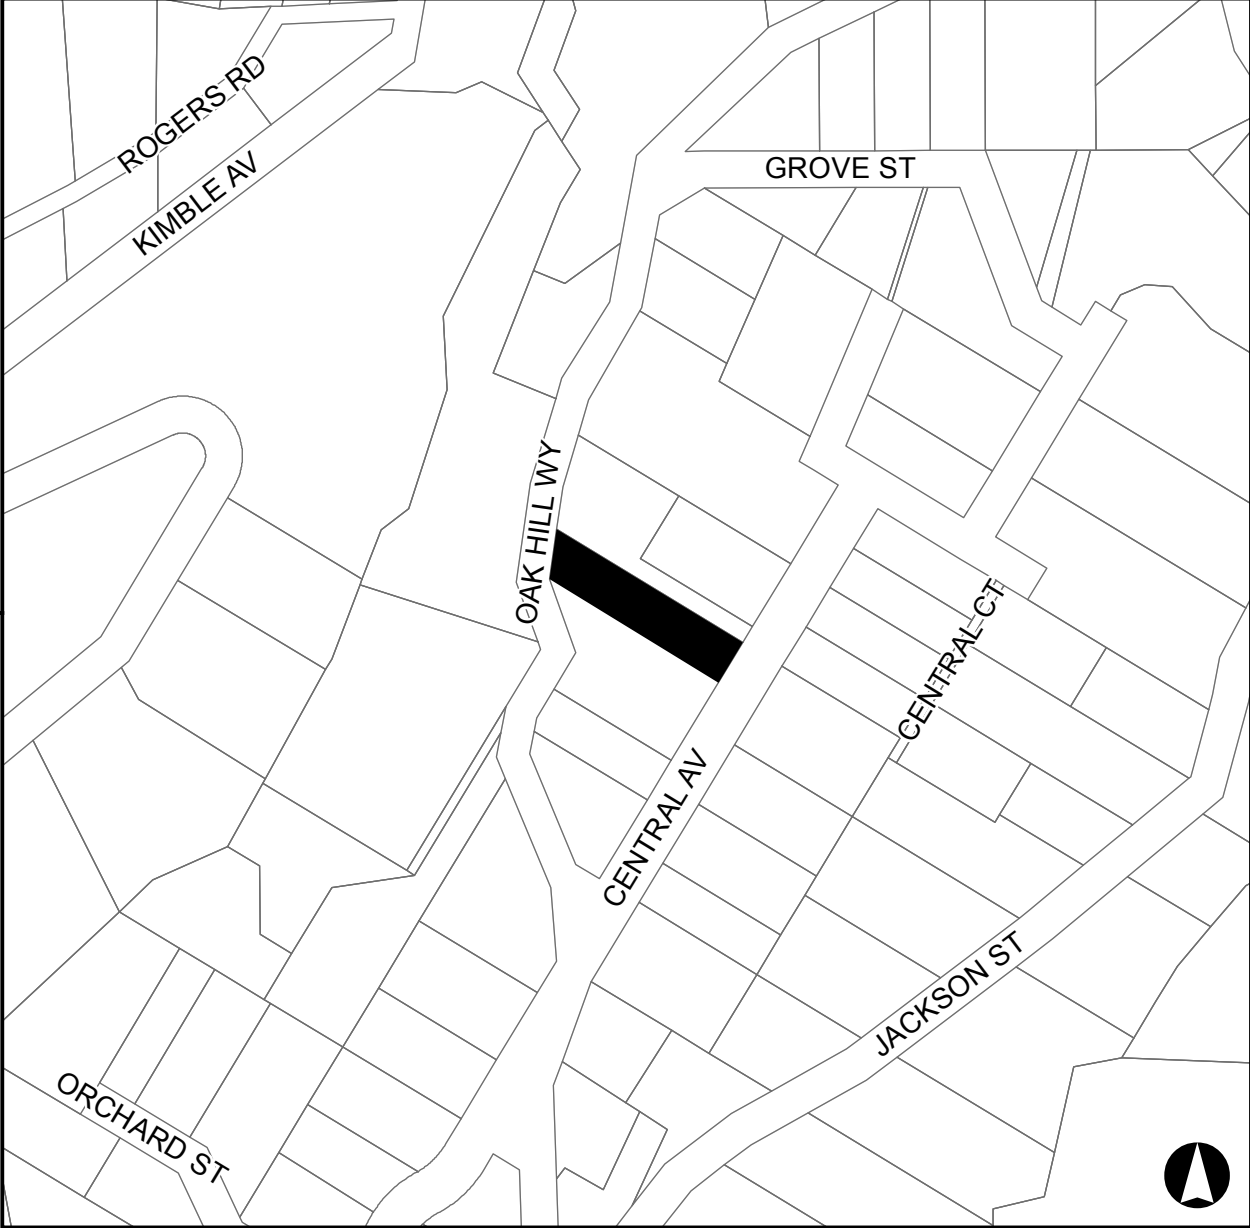 ROGERS RD
KIMBLE AV
GROVE ST
OAK HILL WY
CENTRAL CT
CENTRAL AV
JACKSON ST
ORCHARD ST